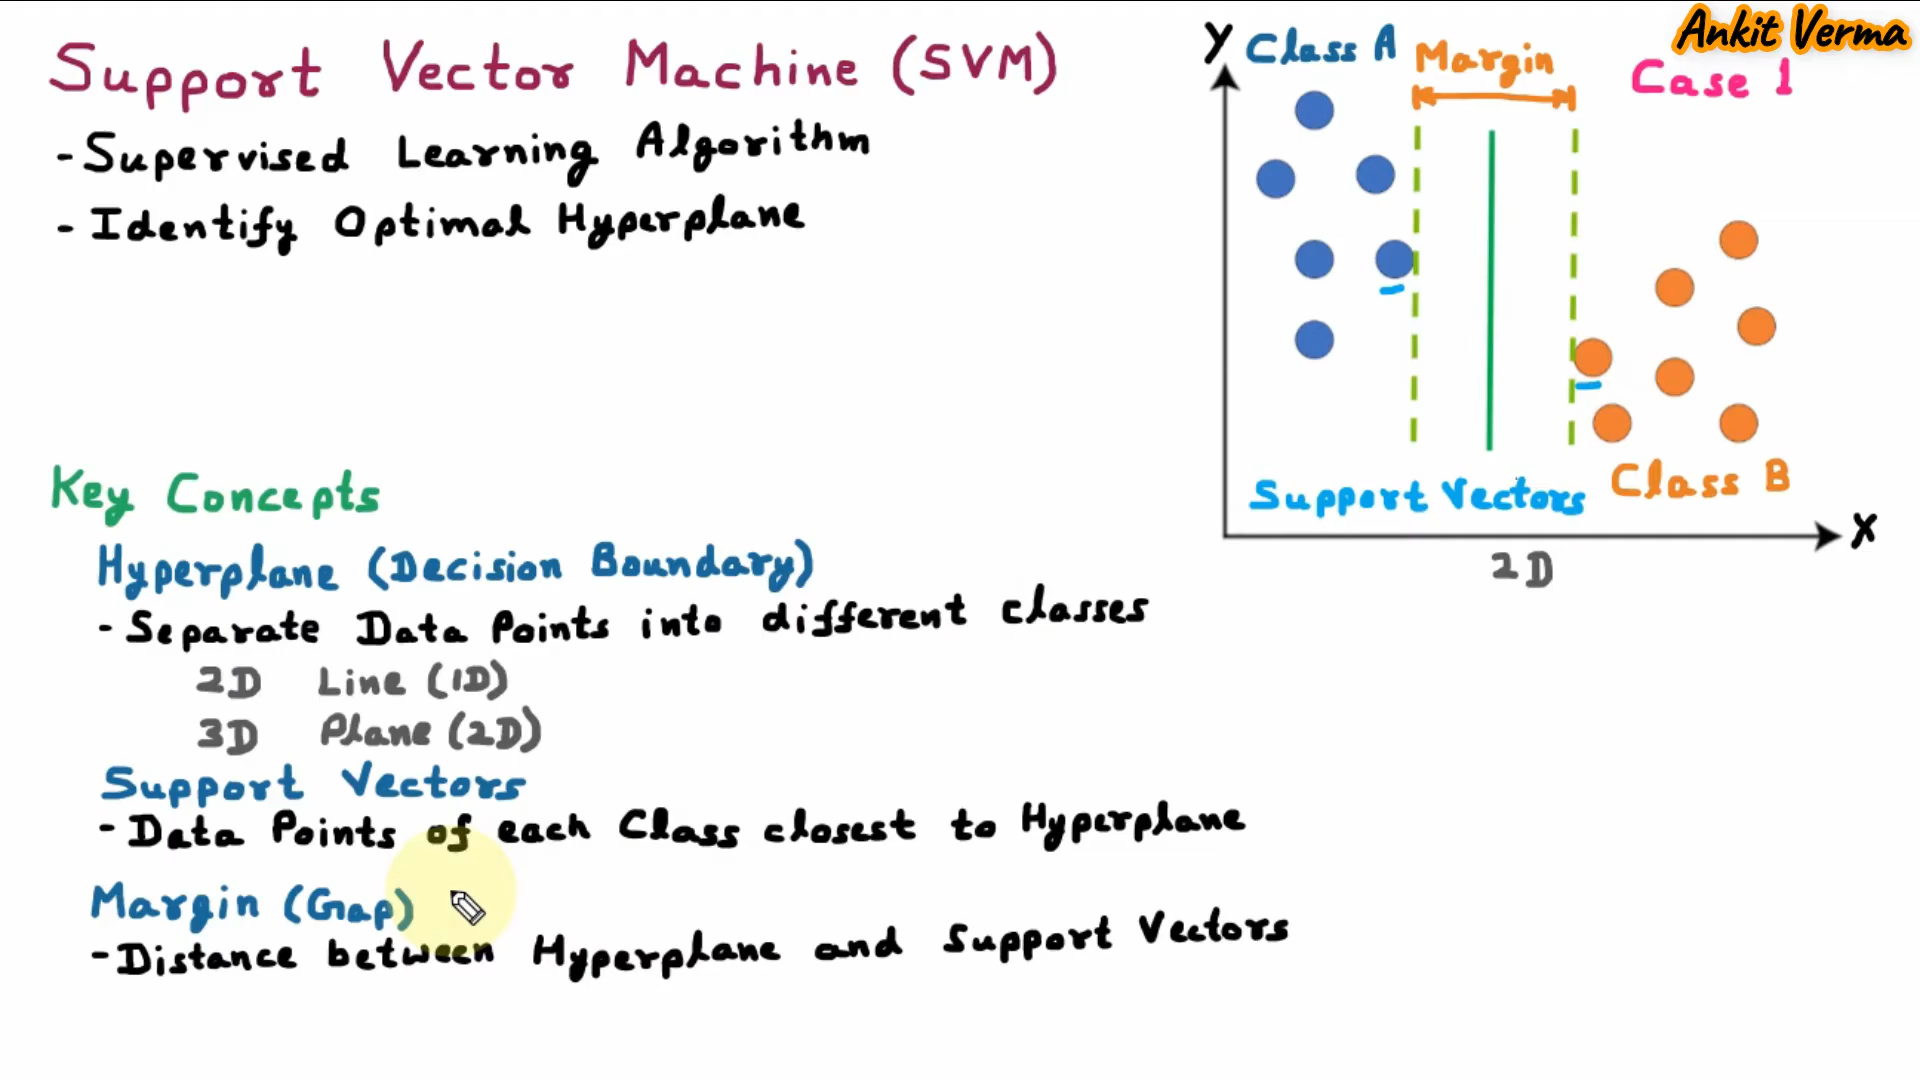 Support Vector Machine (SVM)
- Supervised Learning Algorithm
- Identify Optimal Hyperplane
Key Concepts
Hyperplane (Decision Boundary)
- Separate Data Points into different classes
2D Line (1D)
3D Plane (2D)
Support Vectors
- Data Points of each Class closest to Hyperplane
Margin (Gap)
- Distance between Hyperplane and Support Vectors
Ankit Verma
Y Class A Margin
Case 1
Support Vectors
Class B
X
2D